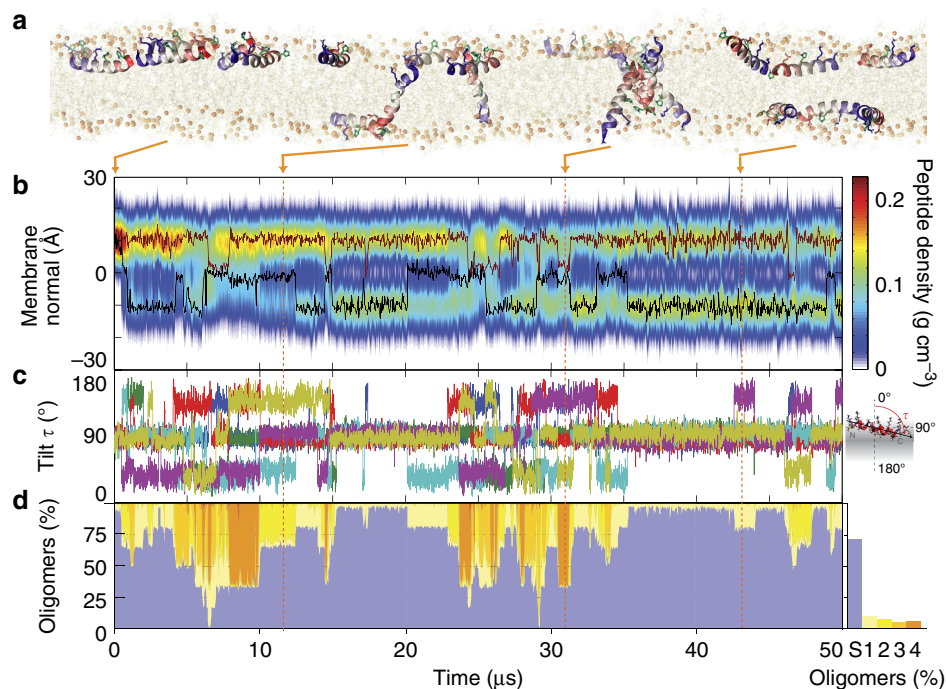 a
b
30
0
−30
Membrane
normal (Å)
0.2
0.1
0
Peptide density (g cm−3)
c
180
90
0
Tilt τ (°)
0°
τ
90°
180°
d
75
50
25
0
Oligomers (%)
0 10 20 30 40 50
Time (μs)
S1 2 3 4
Oligomers (%)